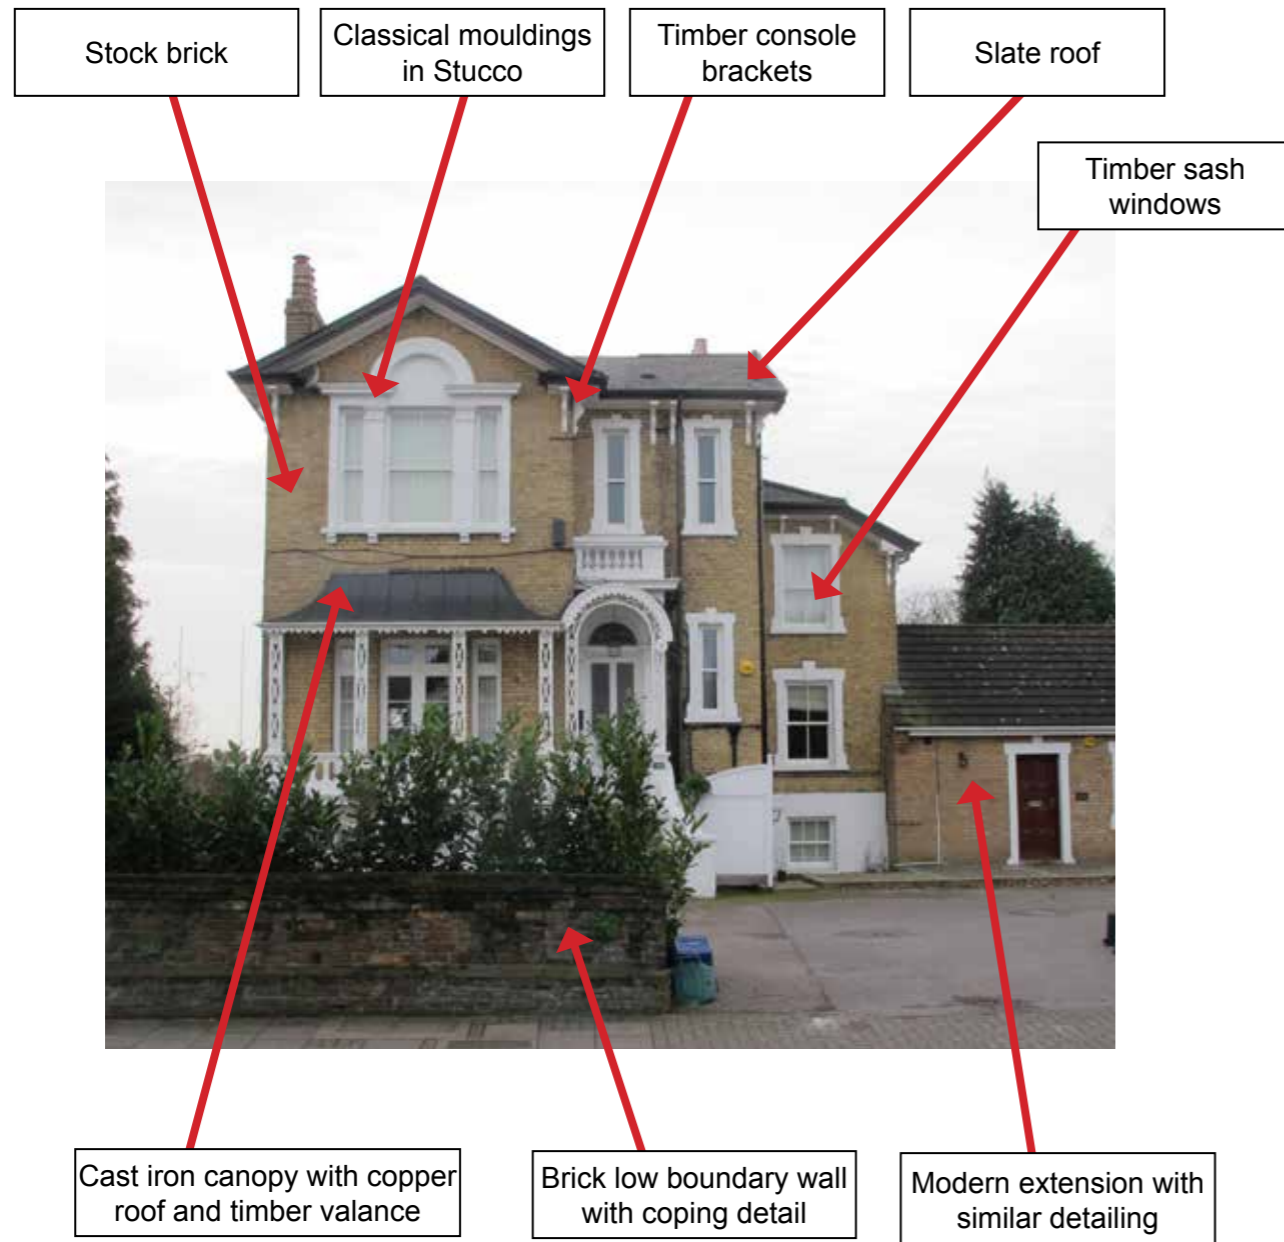 Stock brick
Classical mouldings
in Stucco
Timber console
brackets
Slate roof
Timber sash
windows
Cast iron canopy with copper
roof and timber valance
Brick low boundary wall
with coping detail
Modern extension with
similar detailing